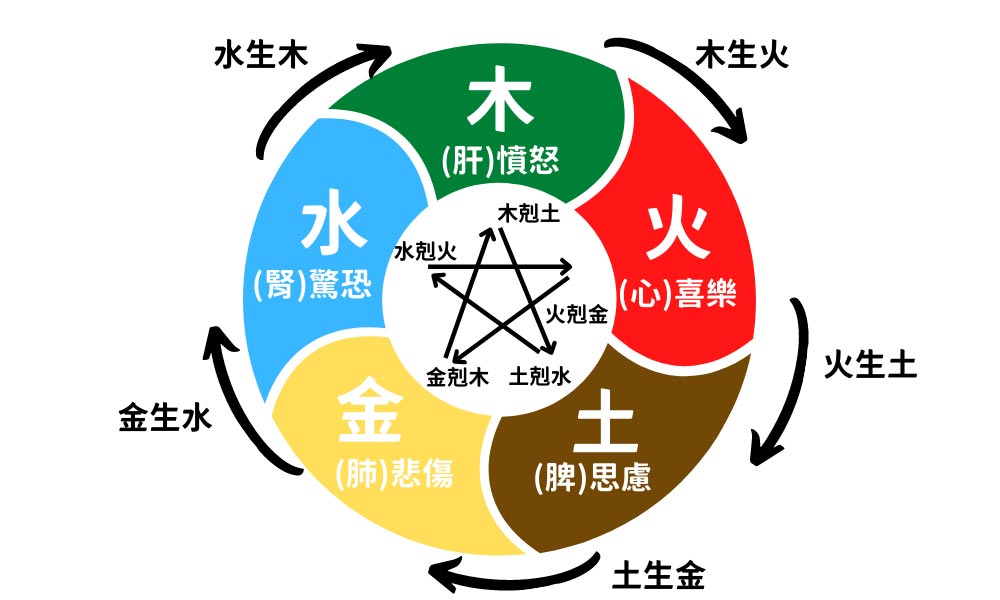 水生木
木生火
木
(肝)憤怒
水
(腎)驚恐
火
(心)喜樂
木剋土
水剋火
火剋金
金剋木
土剋水
火生土
金生水
金
(肺)悲傷
土
(脾)思慮
土生金